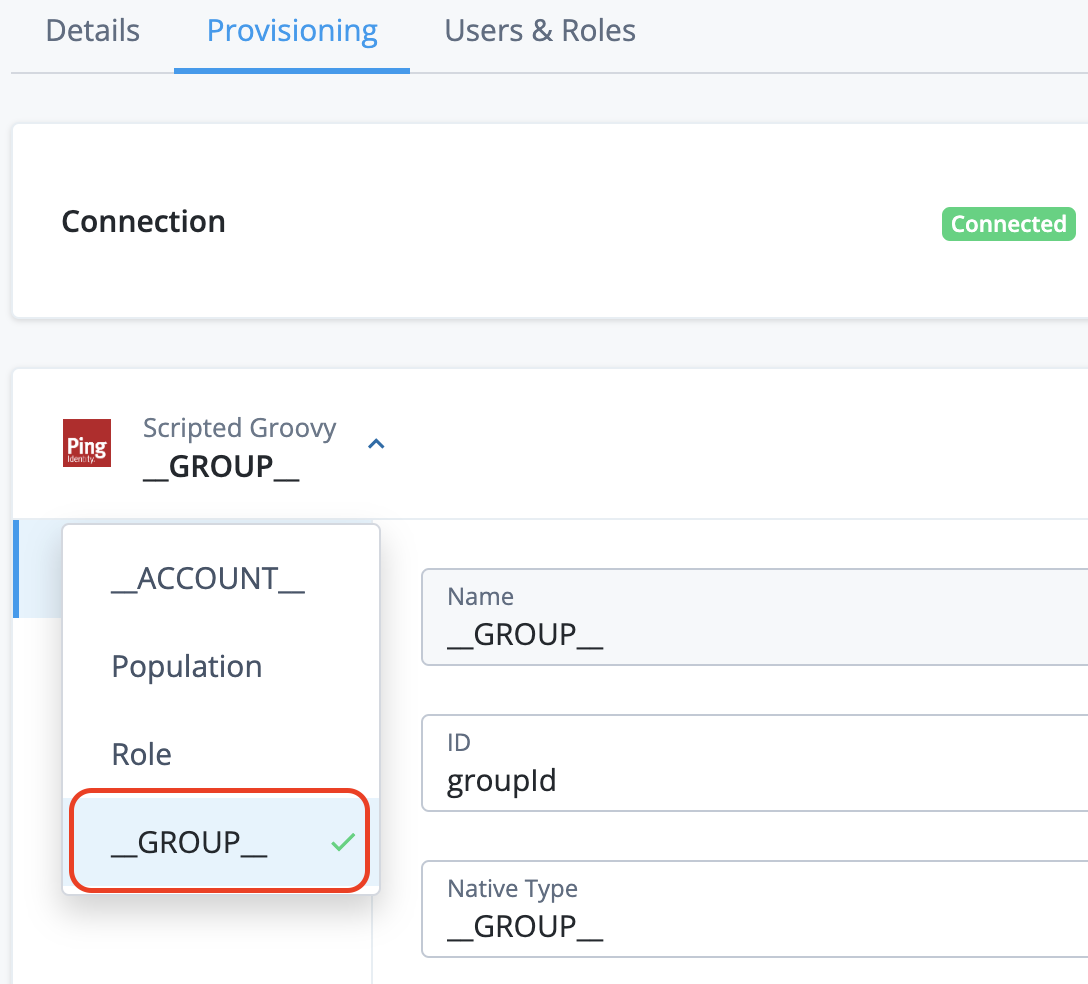 Details Provisioning Users & Roles
Connection Connected
Ping
Identity.
Scripted Groovy
__GROUP__
__ACCOUNT__
Population
Role
__GROUP__
Name
__GROUP__
ID
groupId
Native Type
__GROUP__